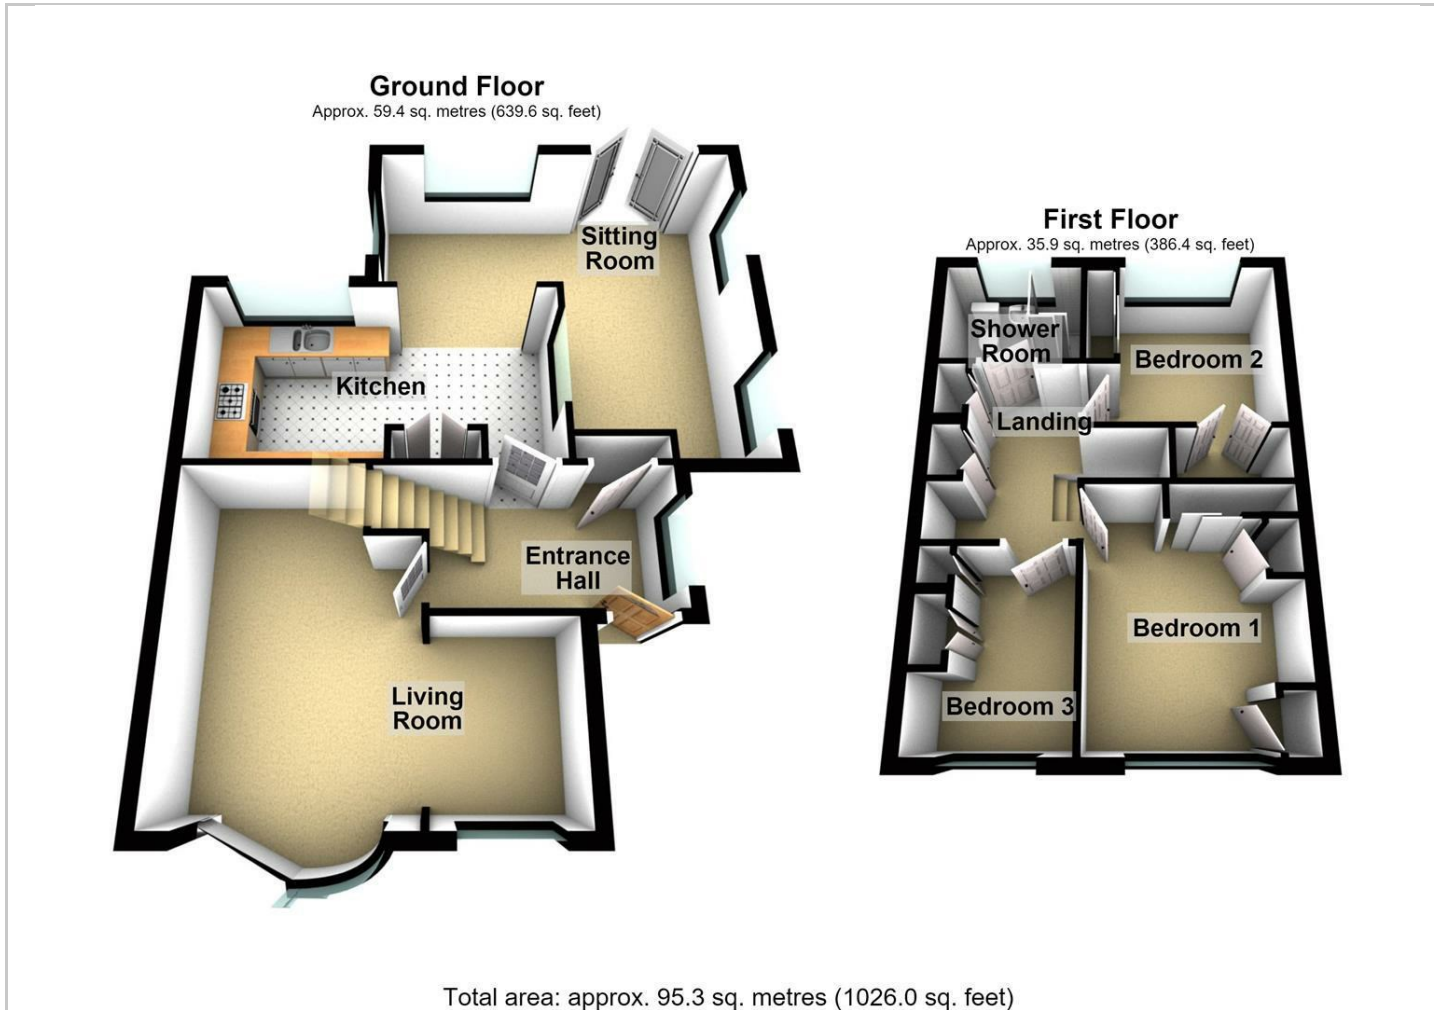 Ground Floor
Approx. 59.4 sq. metres (639.6 sq. feet)
Sitting
Room
Kitchen
Entrance
Hall
Living
Room
First Floor
Approx. 35.9 sq. metres (386.4 sq. feet)
Shower
Room
Bedroom 2
Landing
Bedroom 1
Bedroom 3
Total area: approx. 95.3 sq. metres (1026.0 sq. feet)